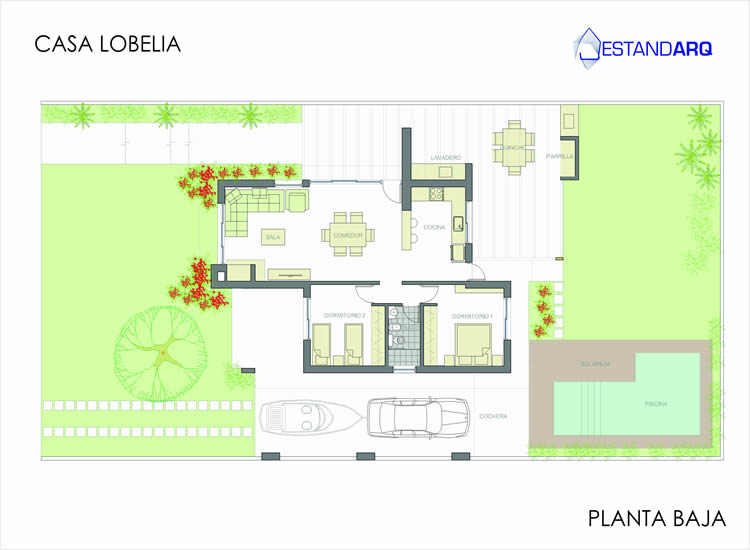 CASA LOBELIA
ESTANDARQ
LAVADERO
QUINCHO
PARRILLA
SALA
COMEDOR
COCINA
DORMITORIO 2
DORMITORIO 1
SOLARIUM
PISCINA
COCHERA
PLANTA BAJA